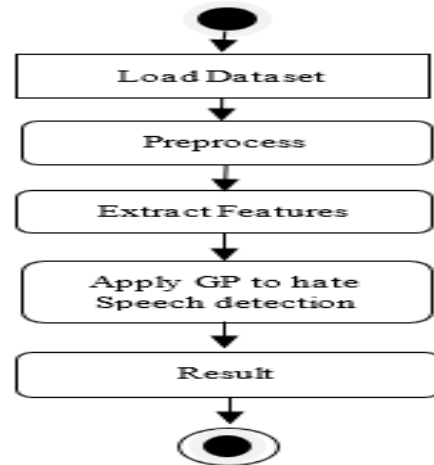 Load Dataset
Preprocess
Extract Features
Apply GP to hate
Speech detection
Result